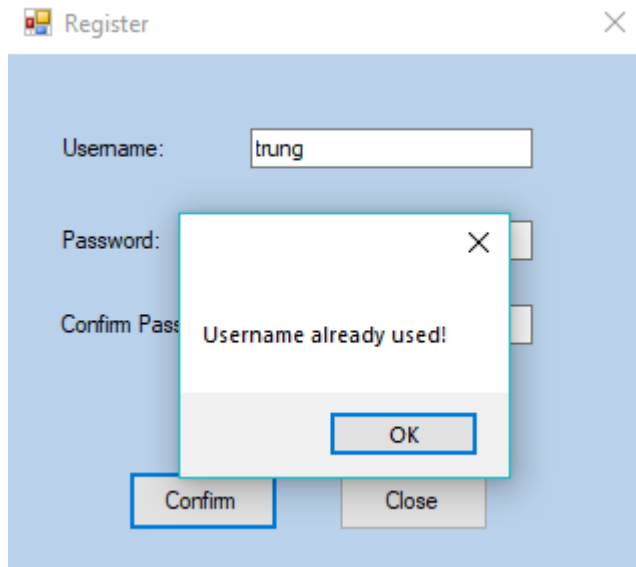 Register
Username:
trung
Password:
Confirm Pass
Username already used!
OK
Confirm
Close